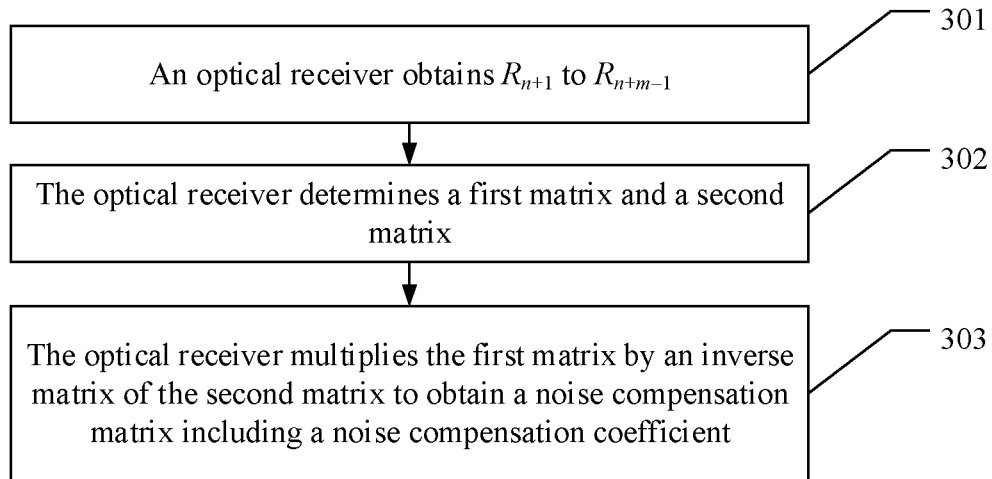 301
An optical receiver obtains Rₙ₊₁ to Rₙ₊ₘ₋₁
302
The optical receiver determines a first matrix and a second
matrix
303
The optical receiver multiplies the first matrix by an inverse
matrix of the second matrix to obtain a noise compensation
matrix including a noise compensation coefficient